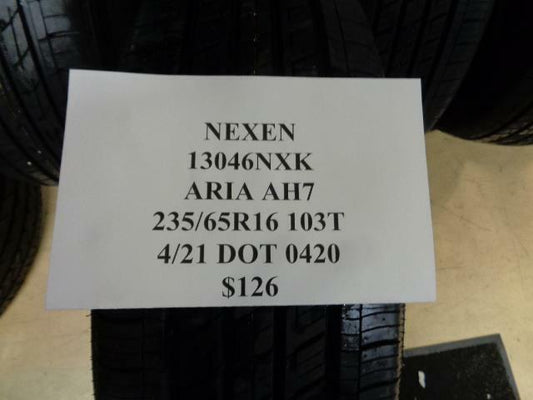 NEXEN
13046NXK
ARIA AH7
235/65R16 103T
4/21 DOT 0420
$126